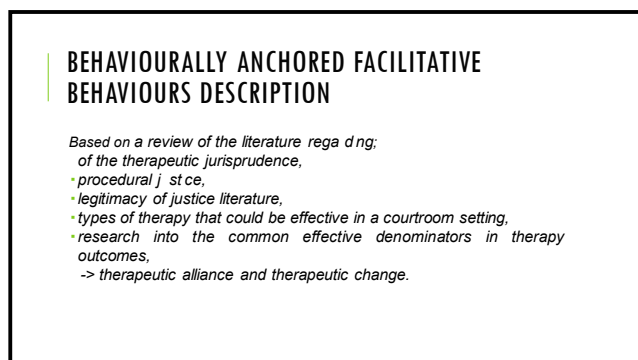 BEHAVIOURALLY ANCHORED FACILITATIVE
BEHAVIOURS DESCRIPTION
Based on a review of the literature rega d ng;
of the therapeutic jurisprudence,
▪procedural j st ce,
▪legitimacy of justice literature,
▪types of therapy that could be effective in a courtroom setting,
▪research into the common effective denominators in therapy
outcomes,
-> therapeutic alliance and therapeutic change.